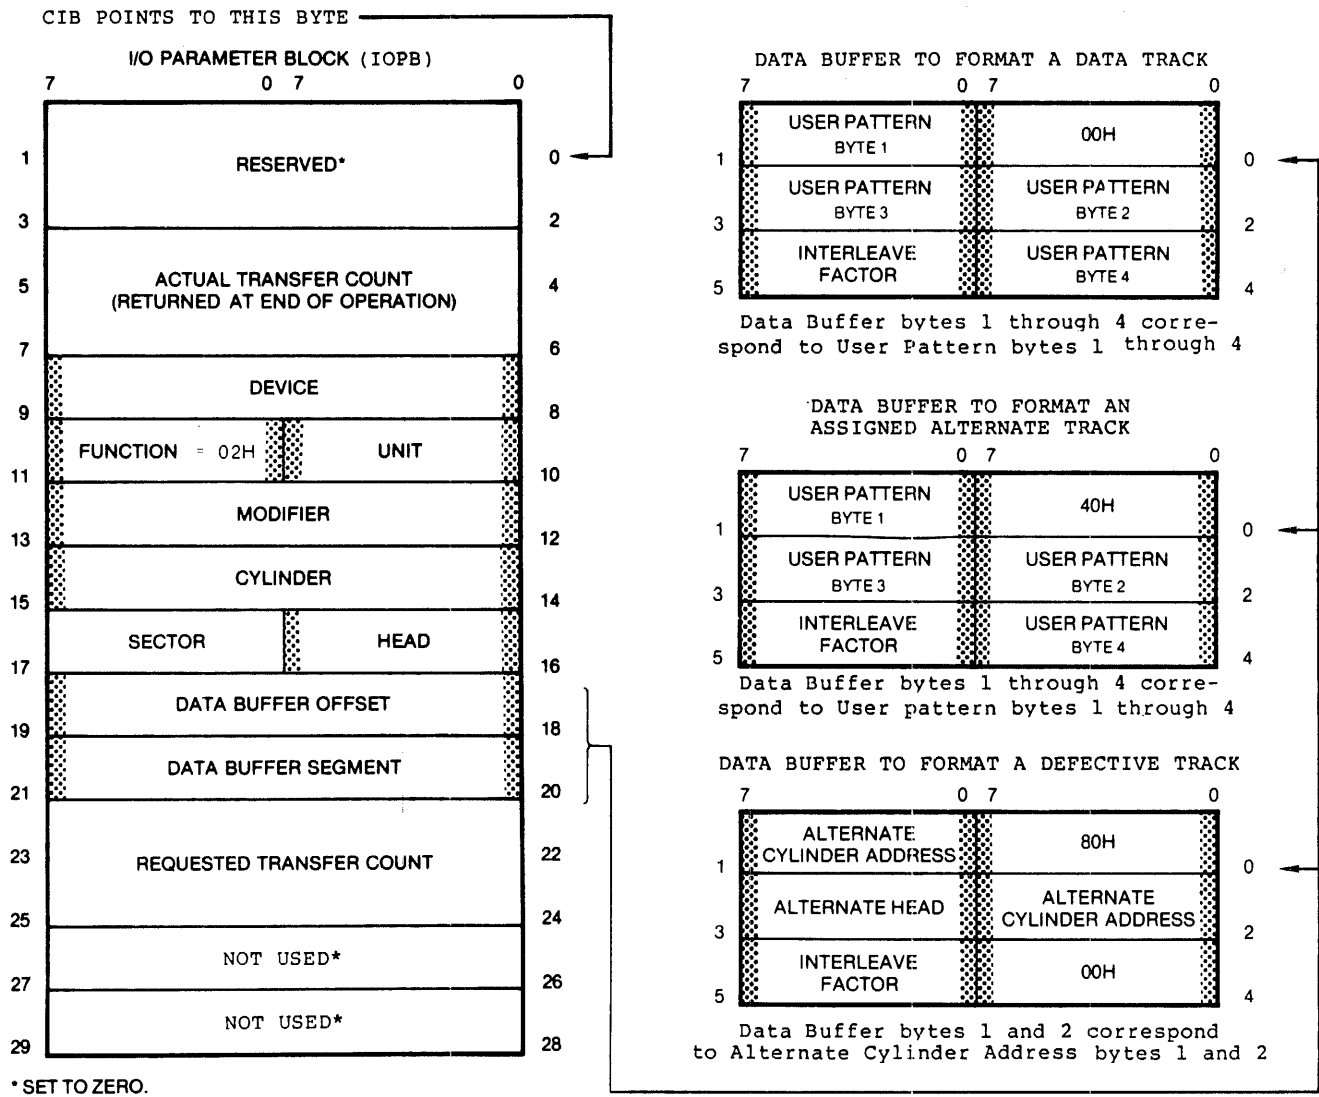 CIB POINTS TO THIS BYTE
I/O PARAMETER BLOCK (IOPB)
7 0 7 0
RESERVED*
1 0
3 2
ACTUAL TRANSFER COUNT
(RETURNED AT END OF OPERATION)
5 4
7 6
DEVICE
9 8
FUNCTION = 02H UNIT
11 10
MODIFIER
13 12
CYLINDER
15 14
SECTOR HEAD
17 16
DATA BUFFER OFFSET
19 18
DATA BUFFER SEGMENT
21 20
REQUESTED TRANSFER COUNT
23 22
25 24
NOT USED*
27 26
NOT USED*
29 28
* SET TO ZERO.
DATA BUFFER TO FORMAT A DATA TRACK
7 0 7 0
USER PATTERN
BYTE 1
00H
1 0
USER PATTERN
BYTE 3
USER PATTERN
BYTE 2
3 2
INTERLEAVE
FACTOR
USER PATTERN
BYTE 4
5 4
Data Buffer bytes 1 through 4 corre-
spond to User Pattern bytes 1 through 4
DATA BUFFER TO FORMAT AN
ASSIGNED ALTERNATE TRACK
7 0 7 0
USER PATTERN
BYTE 1
40H
1 0
USER PATTERN
BYTE 3
USER PATTERN
BYTE 2
3 2
INTERLEAVE
FACTOR
USER PATTERN
BYTE 4
5 4
Data Buffer bytes 1 through 4 corre-
spond to User pattern bytes 1 through 4
DATA BUFFER TO FORMAT A DEFECTIVE TRACK
7 0 7 0
ALTERNATE
CYLINDER ADDRESS
80H
1 0
ALTERNATE HEAD
ALTERNATE
CYLINDER ADDRESS
3 2
INTERLEAVE
FACTOR
00H
5 4
Data Buffer bytes 1 and 2 correspond
to Alternate Cylinder Address bytes 1 and 2